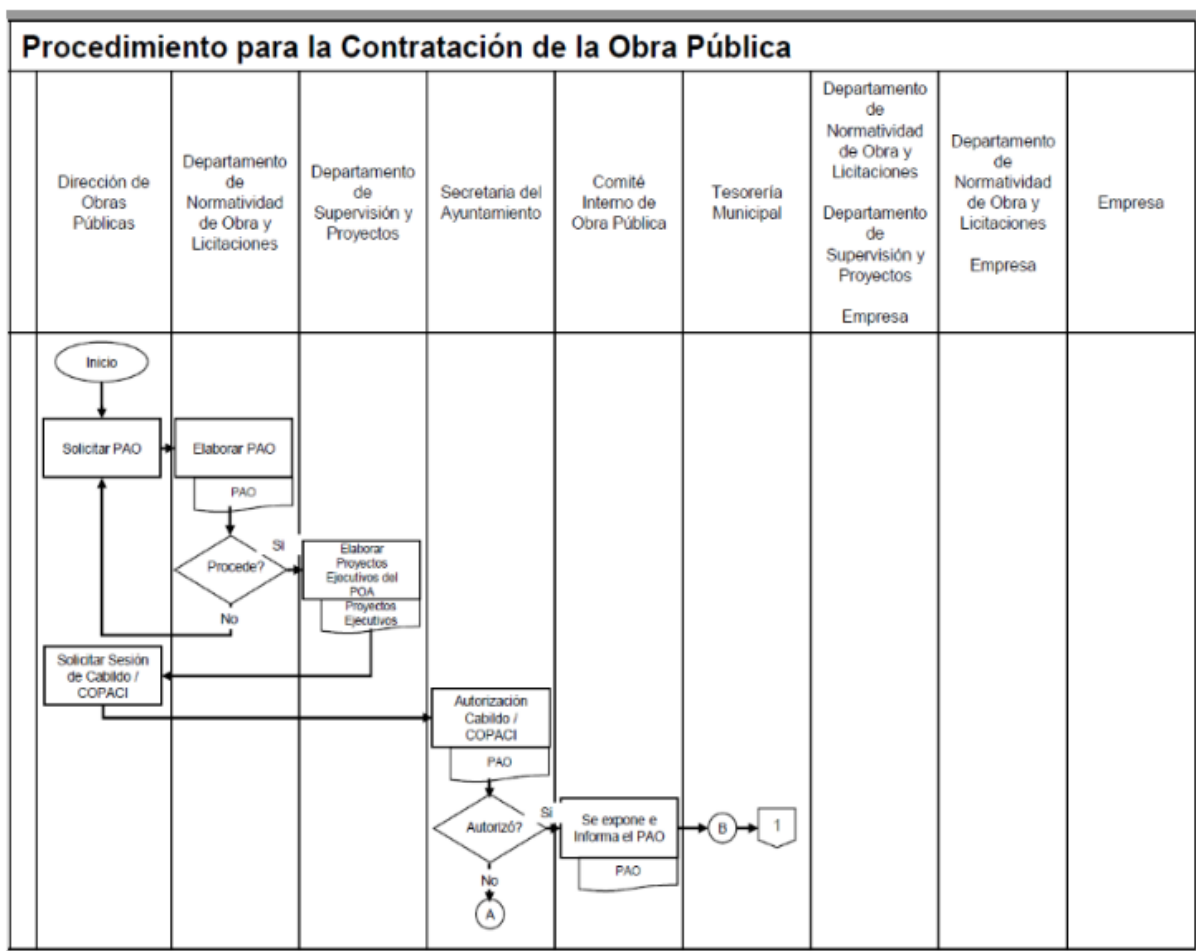 Procedimiento para la Contratación de la Obra Pública
Dirección de
Obras
Públicas
Departamento
de
Normatividad
de Obra y
Licitaciones
Departamento
de
Supervisión y
Proyectos
Secretaria del
Ayuntamiento
Comité
Interno de
Obra Pública
Tesorería
Municipal
Departamento
de
Normatividad
de Obra y
Licitaciones
Departamento
de
Supervisión y
Proyectos
Empresa
Departamento
de
Normatividad
de Obra y
Licitaciones
Empresa
Empresa
Inicio
Solicitar PAO
Elaborar PAO
PAO
Procede?
Si
No
Elaborar
Proyectos
Ejecutivos del
POA
Proyectos
Ejecutivos
Solicitar Sesión
de Cabildo /
COPACI
Autorización
Cabildo /
COPACI
PAO
Autorizó?
Si
No
A
Se expone e
Informa el PAO
PAO
B
1